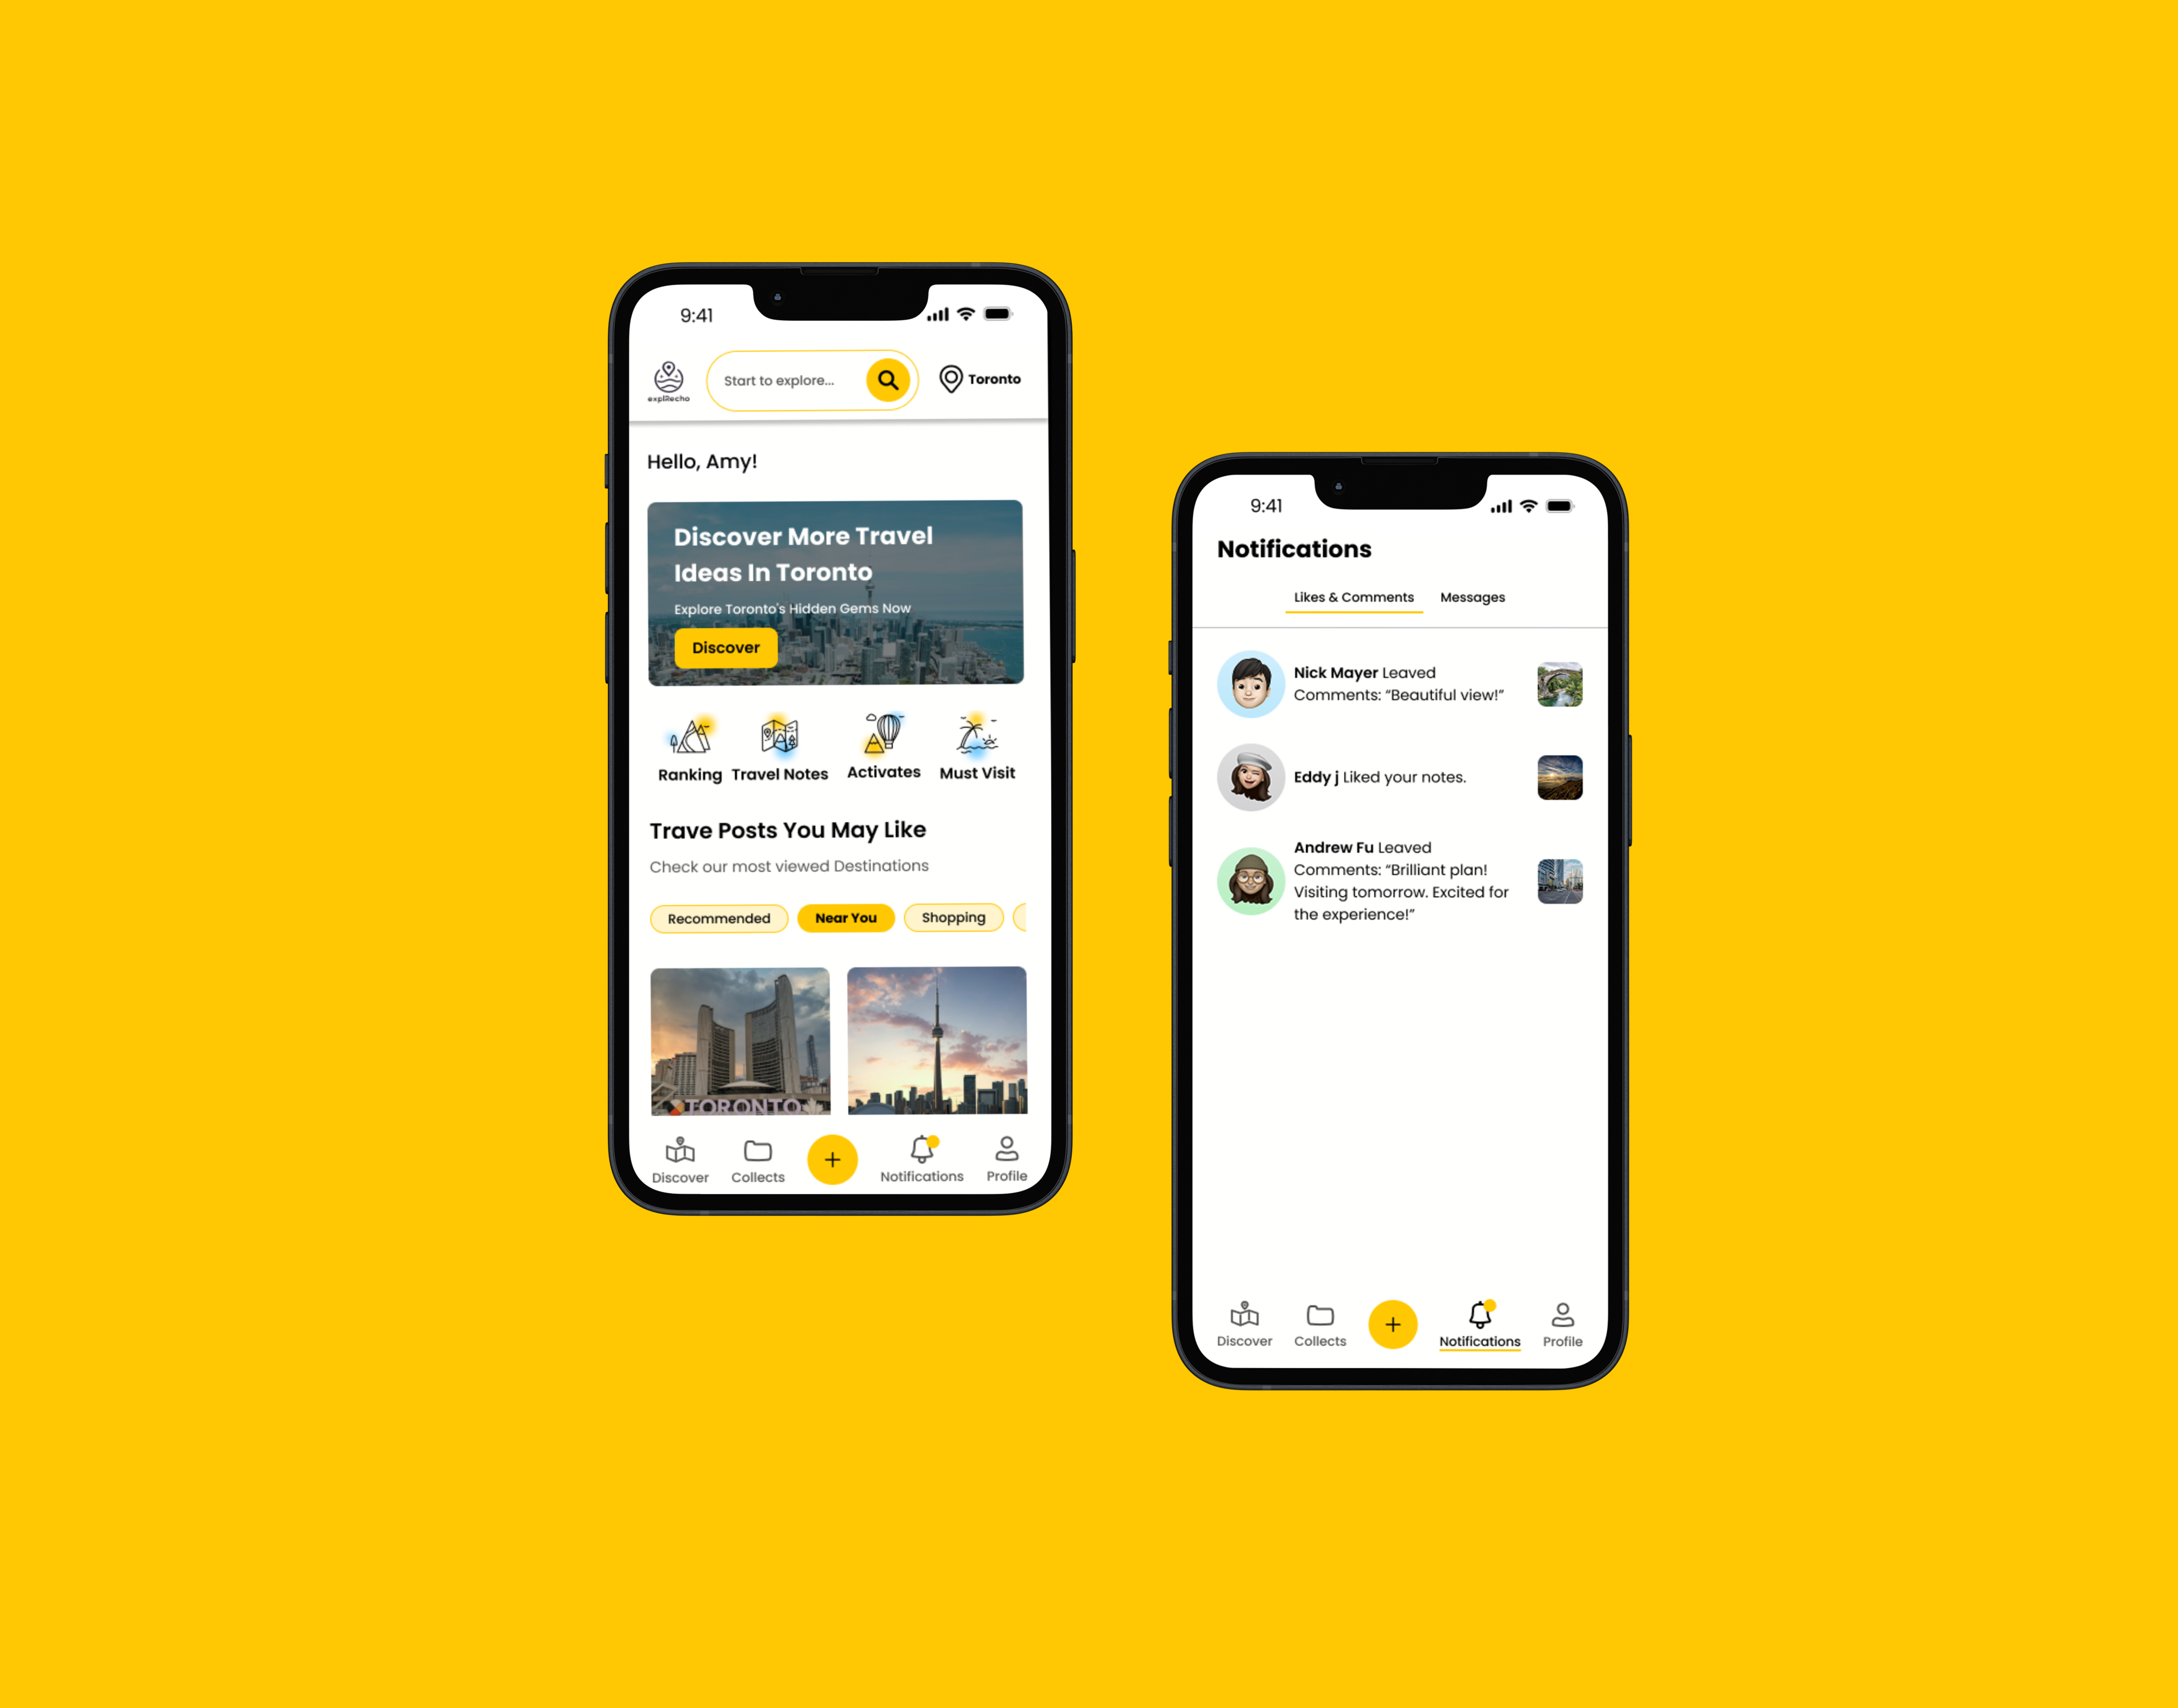 9:41
explRecho
Start to explore...
Toronto
Hello, Amy!
Discover More Travel
Ideas In Toronto
Explore Toronto's Hidden Gems Now
Discover
Ranking
Travel Notes
Activates
Must Visit
Trave Posts You May Like
Check our most viewed Destinations
Recommended
Near You
Shopping
TORONTO
Discover
Collects
+
Notifications
Profile
9:41
Notifications
Likes & Comments
Messages
Nick Mayer Leaved
Comments: “Beautiful view!”
Eddy j Liked your notes.
Andrew Fu Leaved
Comments: “Brilliant plan!
Visiting tomorrow. Excited for
the experience!”
Discover
Collects
+
Notifications
Profile